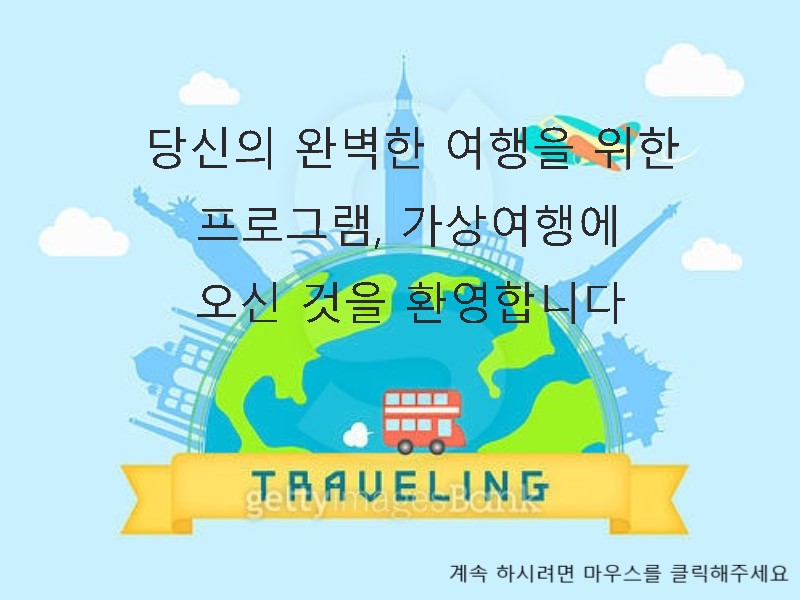 당신의 완벽한 여행을 위한
프로그램, 가상여행에
오신 것을 환영합니다
TRAVELING
gettyimagesBank
계속 하시려면 마우스를 클릭해주세요